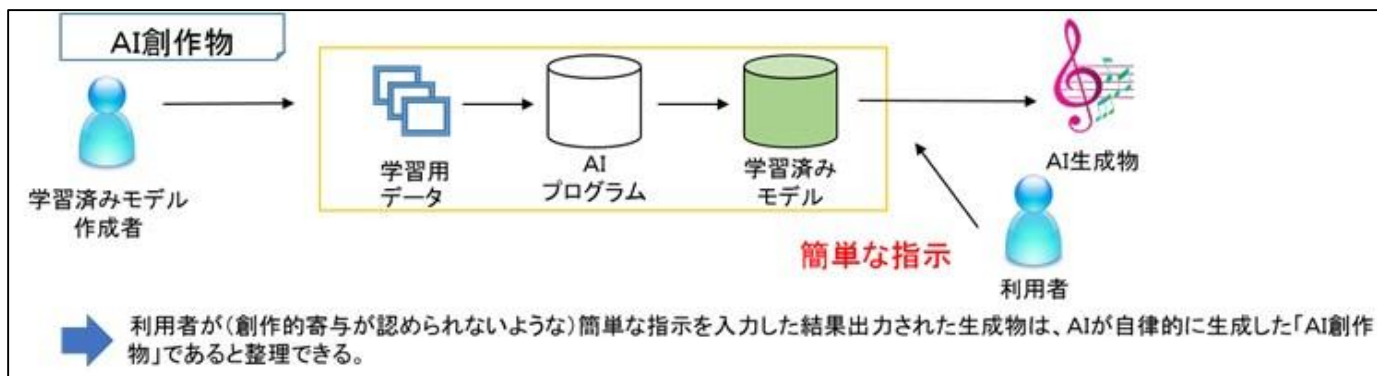 AI創作物
学習済みモデル
作成者
学習用
データ
AI
プログラム
学習済み
モデル
AI生成物
簡単な指示
利用者
利用者が(創作的寄与が認められないような)簡単な指示を入力した結果出力された生成物は、AIが自律的に生成した「AI創作
物」であると整理できる。